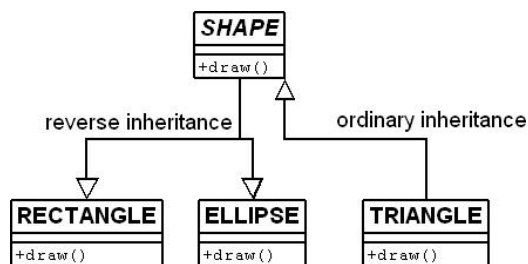 SHAPE
+draw()
reverse inheritance
ordinary inheritance
RECTANGLE
ELLIPSE
TRIANGLE
+draw()
+draw()
+draw()